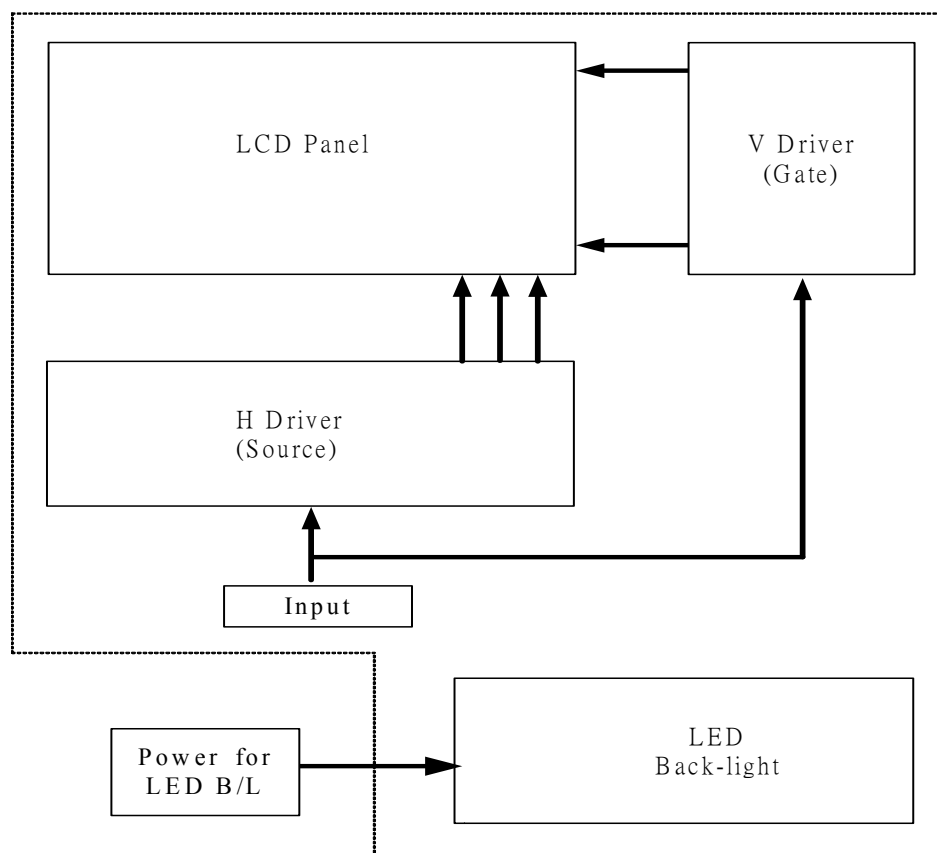 LCD Panel
V Driver
(Gate)
H Driver
(Source)
Input
Power for
LED B/L
LED
Back-light